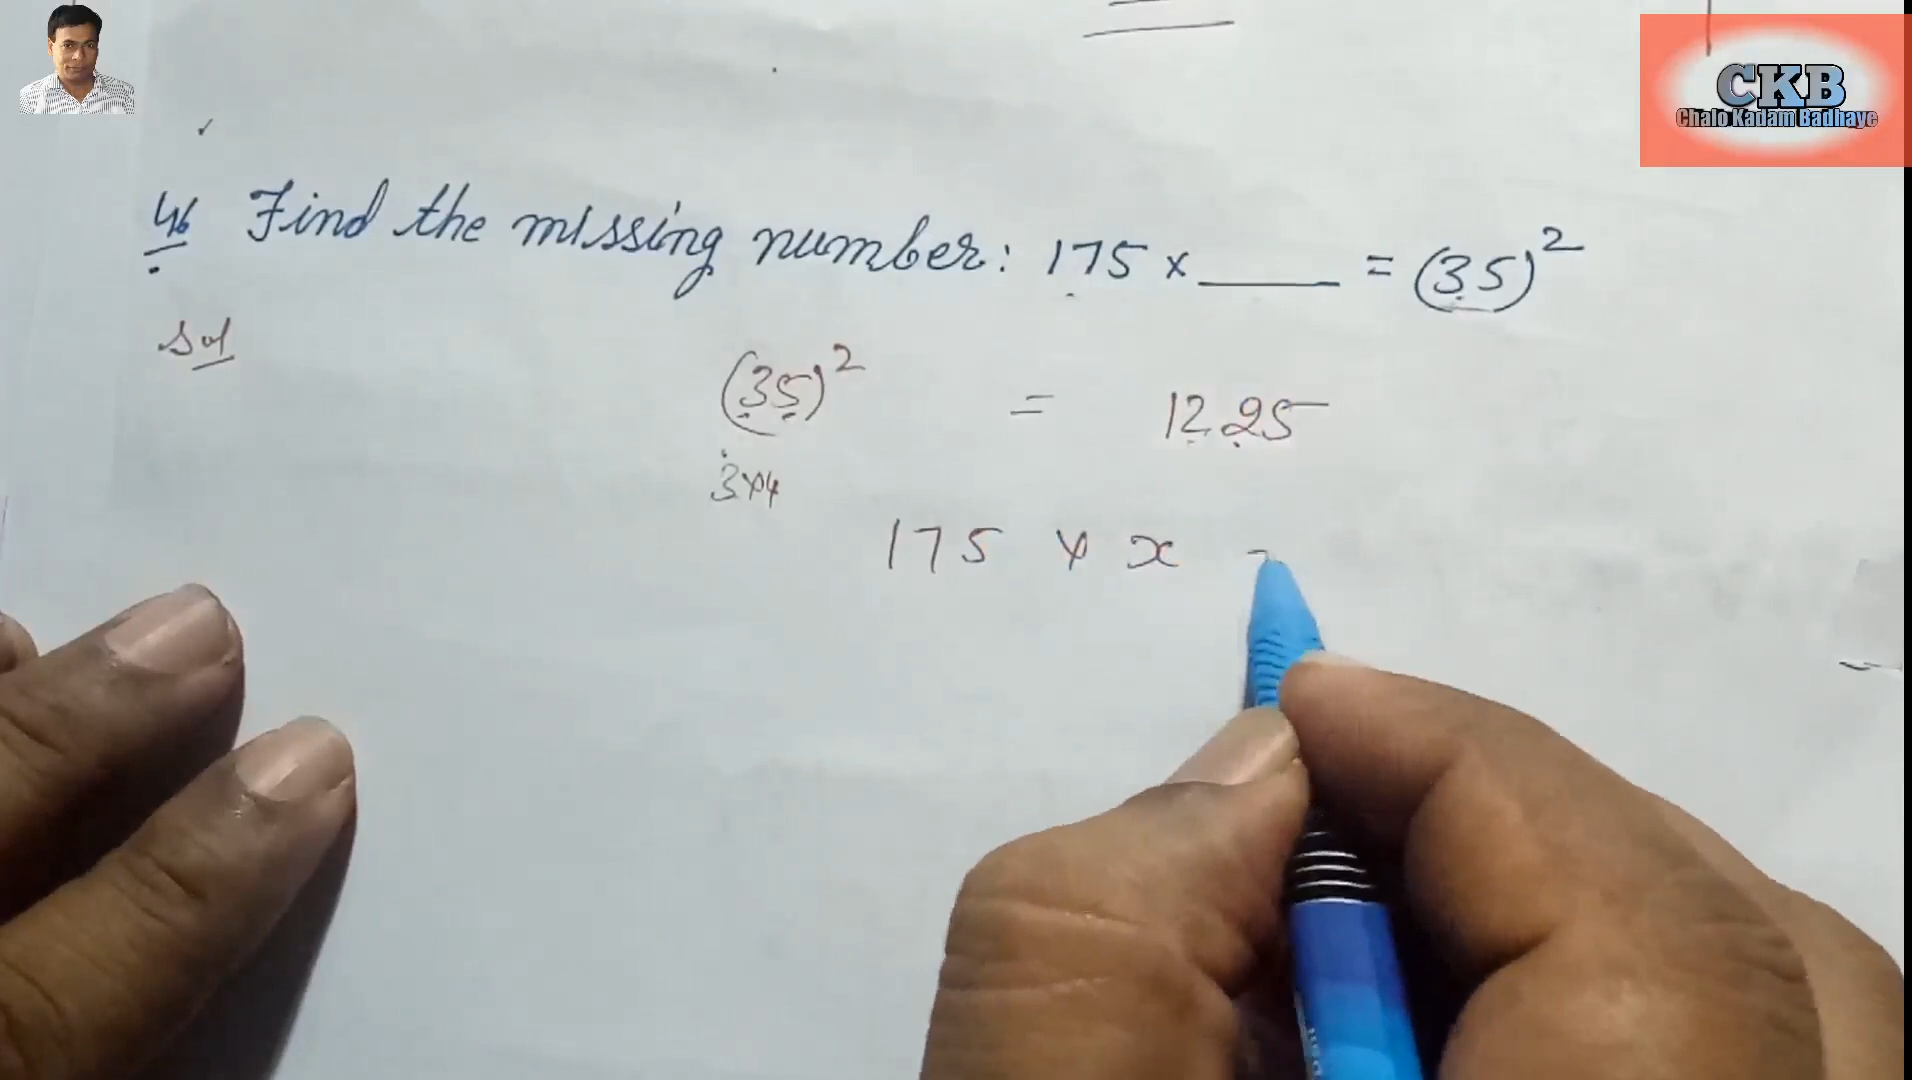 CKB
Chalo Kadam Badhaye
46 Find the missing number: 175 × ____ = (35)²
Sol
(35)² = 1225
3×4
175 × x =